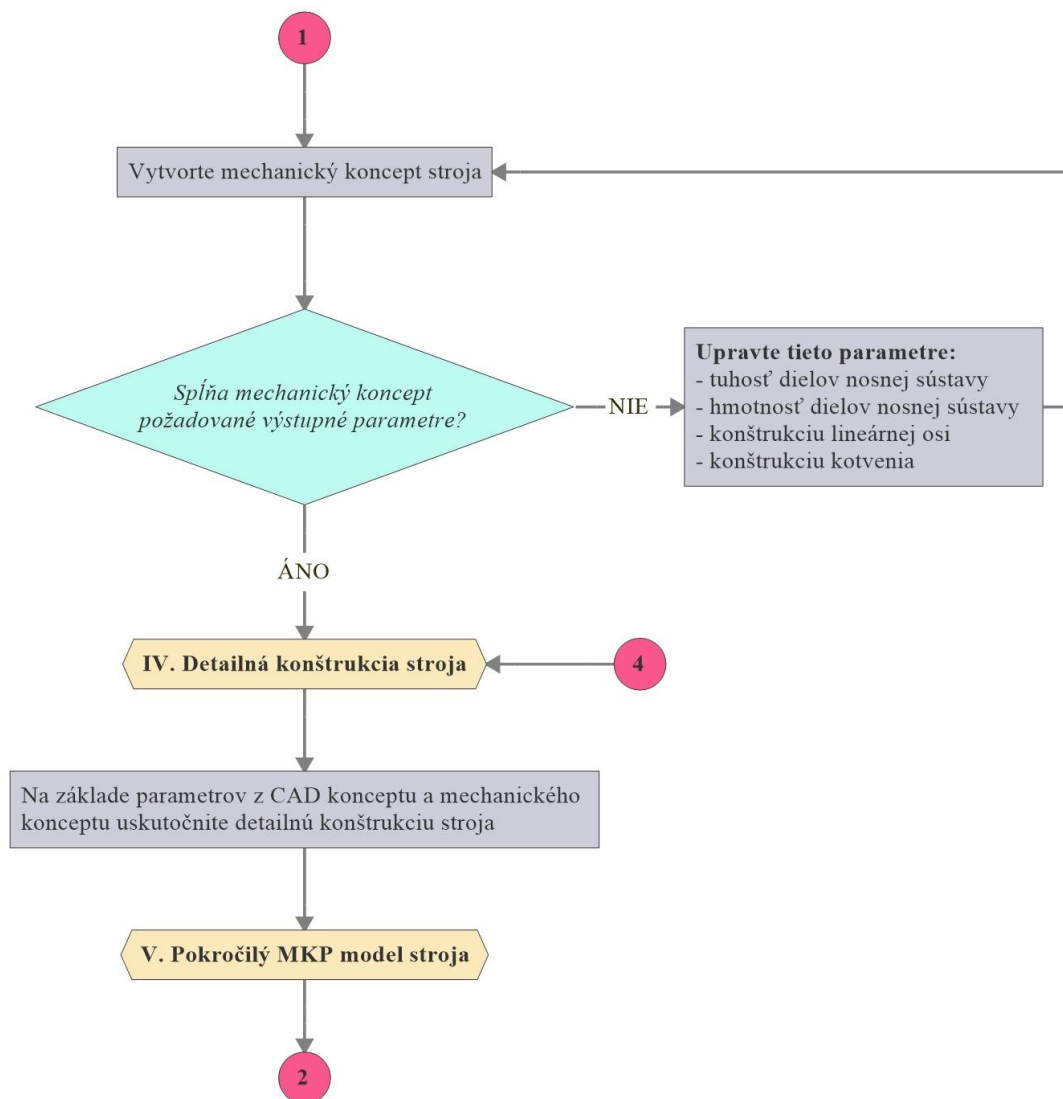 1
Vytvorte mechanický koncept stroja
Spĺňa mechanický koncept
požadované výstupné parametre?
NIE
Upravte tieto parametre:
- tuhosť dielov nosnej sústavy
- hmotnosť dielov nosnej sústavy
- konštrukciu lineárnej osi
- konštrukciu kotvenia
ÁNO
IV. Detailná konštrukcia stroja
4
Na základe parametrov z CAD konceptu a mechanického
konceptu uskutočnite detailnú konštrukciu stroja
V. Pokročilý MKP model stroja
2